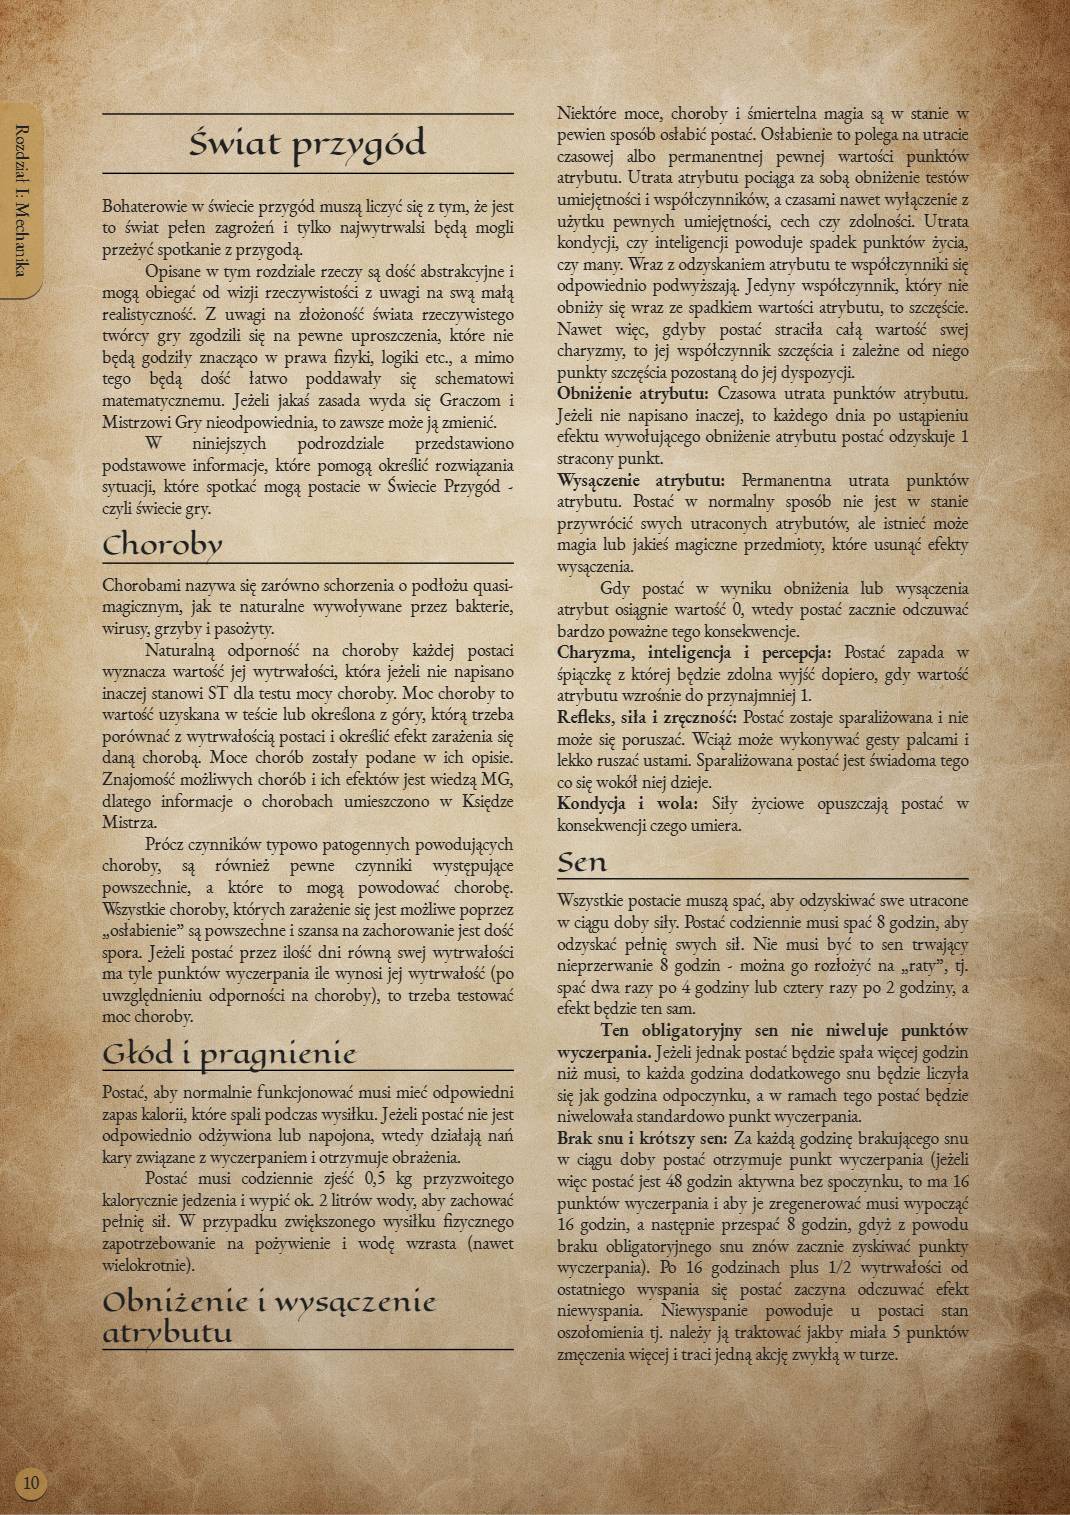 Rozdział I: Mechanika
Świat przygód
Bohaterowie w świecie przygód muszą liczyć się z tym, że jest
to świat pełen zagrożeń i tylko najwytrwalsi będą mogli
przeżyć spotkanie z przygodą.
Opisane w tym rozdziale rzeczy są dość abstrakcyjne i
mogą obiegać od wizji rzeczywistości z uwagi na swą małą
realistyczność. Z uwagi na złożoność świata rzeczywistego
twórcy gry zgodzili się na pewne uproszczenia, które nie
będą godziły znacząco w prawa fizyki, logiki etc., a mimo
tego będą dość łatwo poddawały się schematowi
matematycznemu. Jeżeli jakaś zasada wyda się Graczom i
Mistrzowi Gry nieodpowiednia, to zawsze może ją zmienić.
W niniejszych podrozdziale przedstawiono
podstawowe informacje, które pomogą określić rozwiązania
sytuacji, które spotkać mogą postacie w Świecie Przygód -
czyli świecie gry.
Choroby
Chorobami nazywa się zarówno schorzenia o podłożu quasi-
magicznym, jak te naturalne wywoływane przez bakterie,
wirusy, grzyby i pasożyty.
Naturalną odporność na choroby każdej postaci
wyznacza wartość jej wytrwałości, która jeżeli nie napisano
inaczej stanowi ST dla testu mocy choroby. Moc choroby to
wartość uzyskana w teście lub określona z góry, którą trzeba
porównać z wytrwałością postaci i określić efekt zarażenia się
daną chorobą. Moce chorób zostały podane w ich opisie.
Znajomość możliwych chorób i ich efektów jest wiedzą MG,
dlatego informacje o chorobach umieszczono w Księdze
Mistrza.
Prócz czynników typowo patogennych powodujących
choroby, są również pewne czynniki występujące
powszechnie, a które to mogą powodować chorobę.
Wszystkie choroby, których zarażenie się jest możliwe poprzez
„osłabienie” są powszechne i szansa na zachorowanie jest dość
spora. Jeżeli postać przez ilość dni równą swej wytrwałości
ma tyle punktów wyczerpania ile wynosi jej wytrwałość (po
uwzględnieniu odporności na choroby), to trzeba testować
moc choroby.
Głód i pragnienie
Postać, aby normalnie funkcjonować musi mieć odpowiedni
zapas kalorii, które spali podczas wysiłku. Jeżeli postać nie jest
odpowiednio odżywiona lub napojona, wtedy działają nań
kary związane z wyczerpaniem i otrzymuje obrażenia.
Postać musi codziennie zjeść 0,5 kg przyzwoitego
kalorycznie jedzenia i wypić ok. 2 litrów wody, aby zachować
pełnię sił. W przypadku zwiększonego wysiłku fizycznego
zapotrzebowanie na pożywienie i wodę wzrasta (nawet
wielokrotnie).
Obniżenie i wysączenie
atrybutu
Niektóre moce, choroby i śmiertelna magia są w stanie w
pewien sposób osłabić postać. Osłabienie to polega na utracie
czasowej albo permanentnej pewnej wartości punktów
atrybutu. Utrata atrybutu pociąga za sobą obniżenie testów
umiejętności i współczynników, a czasami nawet wyłączenie z
użytku pewnych umiejętności, cech czy zdolności. Utrata
kondycji, czy inteligencji powoduje spadek punktów życia,
czy many. Wraz z odzyskaniem atrybutu te współczynniki się
odpowiednio podwyższają. Jedyny współczynnik, który nie
obniży się wraz ze spadkiem wartości atrybutu, to szczęście.
Nawet więc, gdyby postać straciła całą wartość swej
charyzmy, to jej współczynnik szczęścia i zależne od niego
punkty szczęścia pozostaną do jej dyspozycji.
Obniżenie atrybutu: Czasowa utrata punktów atrybutu.
Jeżeli nie napisano inaczej, to każdego dnia po ustąpieniu
efektu wywołującego obniżenie atrybutu postać odzyskuje 1
stracony punkt.
Wysączenie atrybutu: Permanentna utrata punktów
atrybutu. Postać w normalny sposób nie jest w stanie
przywrócić swych utraconych atrybutów, ale istnieć może
magia lub jakieś magiczne przedmioty, które usunąć efekty
wysączenia.
Gdy postać w wyniku obniżenia lub wysączenia
atrybut osiągnie wartość 0, wtedy postać zacznie odczuwać
bardzo poważne tego konsekwencje.
Charyzma, inteligencja i percepcja: Postać zapada w
śpiączkę z której będzie zdolna wyjść dopiero, gdy wartość
atrybutu wzrośnie do przynajmniej 1.
Refleks, siła i zręczność: Postać zostaje sparaliżowana i nie
może się poruszać. Wciąż może wykonywać gesty palcami i
lekko ruszać ustami. Sparaliżowana postać jest świadoma tego
co się wokół niej dzieje.
Kondycja i wola: Siły życiowe opuszczają postać w
konsekwencji czego umiera.
Sen
Wszystkie postacie muszą spać, aby odzyskiwać swe utracone
w ciągu doby siły. Postać codziennie musi spać 8 godzin, aby
odzyskać pełnię swych sił. Nie musi być to sen trwający
nieprzerwanie 8 godzin - można go rozłożyć na „raty”, tj.
spać dwa razy po 4 godziny lub cztery razy po 2 godziny, a
efekt będzie ten sam.
Ten obligatoryjny sen nie niweluje punktów
wyczerpania. Jeżeli jednak postać będzie spała więcej godzin
niż musi, to każda godzina dodatkowego snu będzie liczyła
się jak godzina odpoczynku, a w ramach tego postać będzie
niwelowała standardowo punkt wyczerpania.
Brak snu i krótszy sen: Za każdą godzinę brakującego snu
w ciągu doby postać otrzymuje punkt wyczerpania (jeżeli
więc postać jest 48 godzin aktywna bez spoczynku, to ma 16
punktów wyczerpania i aby je zregenerować musi wypocząć
16 godzin, a następnie przespać 8 godzin, gdyż z powodu
braku obligatoryjnego snu znów zacznie zyskiwać punkty
wyczerpania). Po 16 godzinach plus 1/2 wytrwałości od
ostatniego wyspania się postać zaczyna odczuwać efekt
niewyspania. Niewyspanie powoduje u postaci stan
oszołomienia tj. należy ją traktować jakby miała 5 punktów
zmęczenia więcej i traci jedną akcję zwykłą w turze.
10